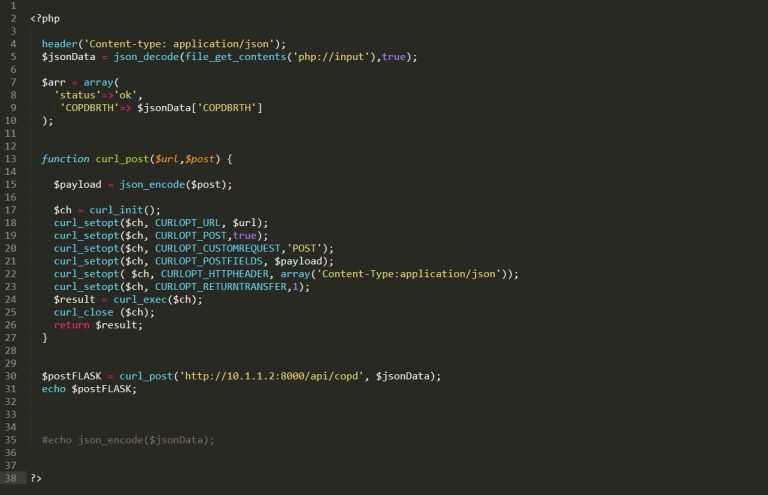 1
2 <?php
3
4 header('Content-type: application/json');
5 $jsonData = json_decode(file_get_contents('php://input'),true);
6
7 $arr = array(
8 'status'=>'ok',
9 'COPDBRTH'=> $jsonData['COPDBRTH']
10 );
11
12
13 function curl_post($url,$post) {
14
15 $payload = json_encode($post);
16
17 $ch = curl_init();
18 curl_setopt($ch, CURLOPT_URL, $url);
19 curl_setopt($ch, CURLOPT_POST,true);
20 curl_setopt($ch, CURLOPT_CUSTOMREQUEST,'POST');
21 curl_setopt($ch, CURLOPT_POSTFIELDS, $payload);
22 curl_setopt( $ch, CURLOPT_HTTPHEADER, array('Content-Type:application/json'));
23 curl_setopt($ch, CURLOPT_RETURNTRANSFER,1);
24 $result = curl_exec($ch);
25 curl_close ($ch);
26 return $result;
27 }
28
29
30 $postFLASK = curl_post('http://10.1.1.2:8000/api/copd', $jsonData);
31 echo $postFLASK;
32
33
34
35 #echo json_encode($jsonData);
36
37
38 ?>